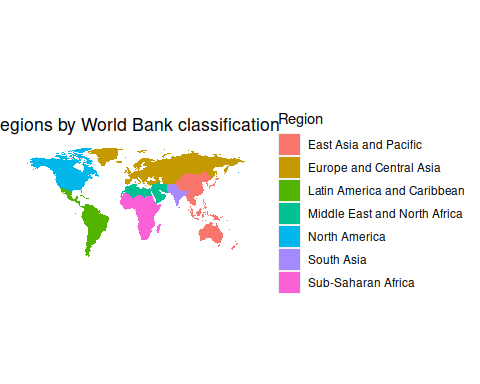 egions by World Bank classification
Region
East Asia and Pacific
Europe and Central Asia
Latin America and Caribbean
Middle East and North Africa
North America
South Asia
Sub-Saharan Africa